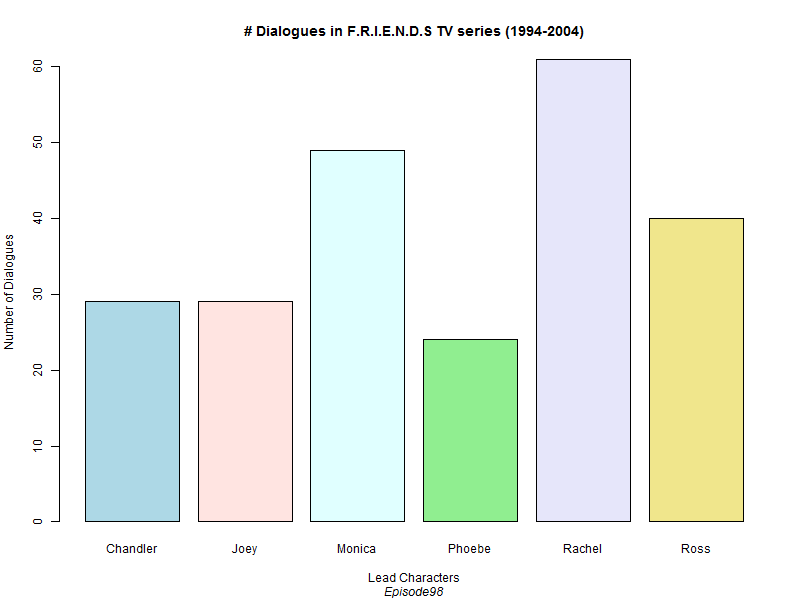 # Dialogues in F.R.I.E.N.D.S TV series (1994-2004)
60
50
40
30
20
10
0
Number of Dialogues
Chandler
Joey
Monica
Phoebe
Rachel
Ross
Lead Characters
Episode98